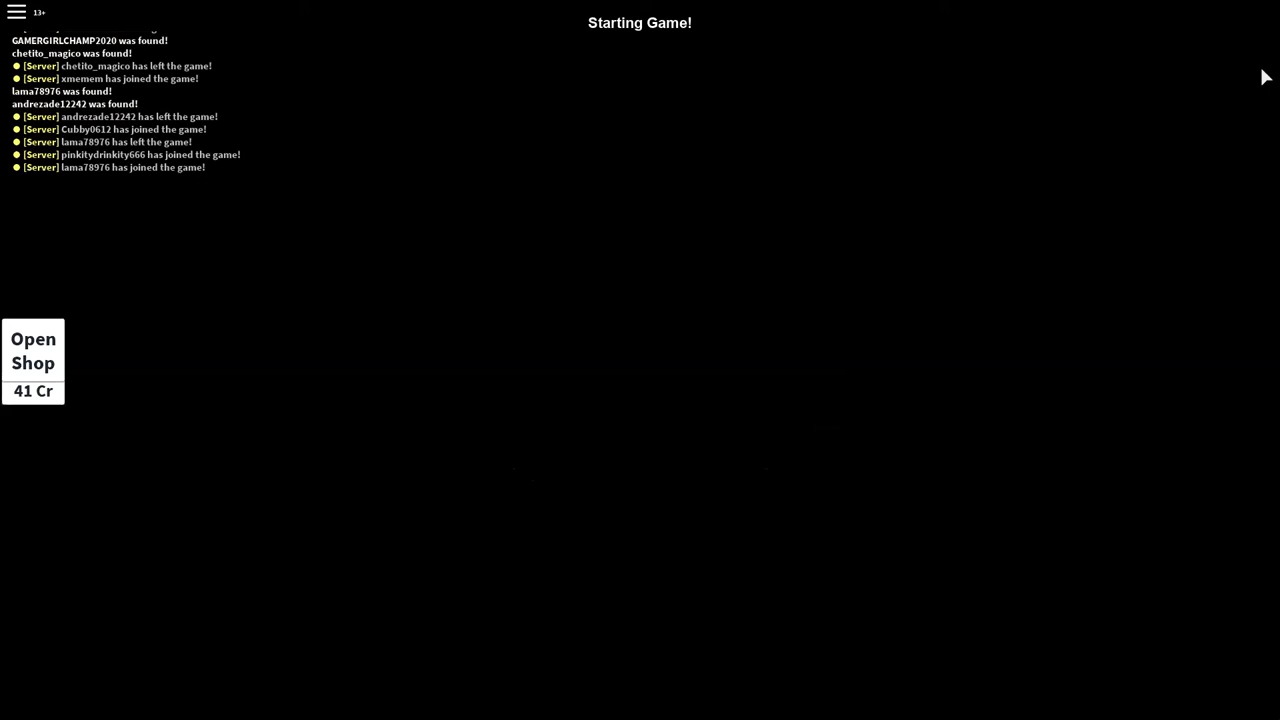 13+
Starting Game!
GAMERGIRLCHAMP2020 was found!
chetito_magico was found!
[Server] chetito_magico has left the game!
[Server] xmemem has joined the game!
lama78976 was found!
andrezade12242 was found!
[Server] andrezade12242 has left the game!
[Server] Cubby0612 has joined the game!
[Server] lama78976 has left the game!
[Server] pinkitydrinkity666 has joined the game!
[Server] lama78976 has joined the game!
Open
Shop
41 Cr